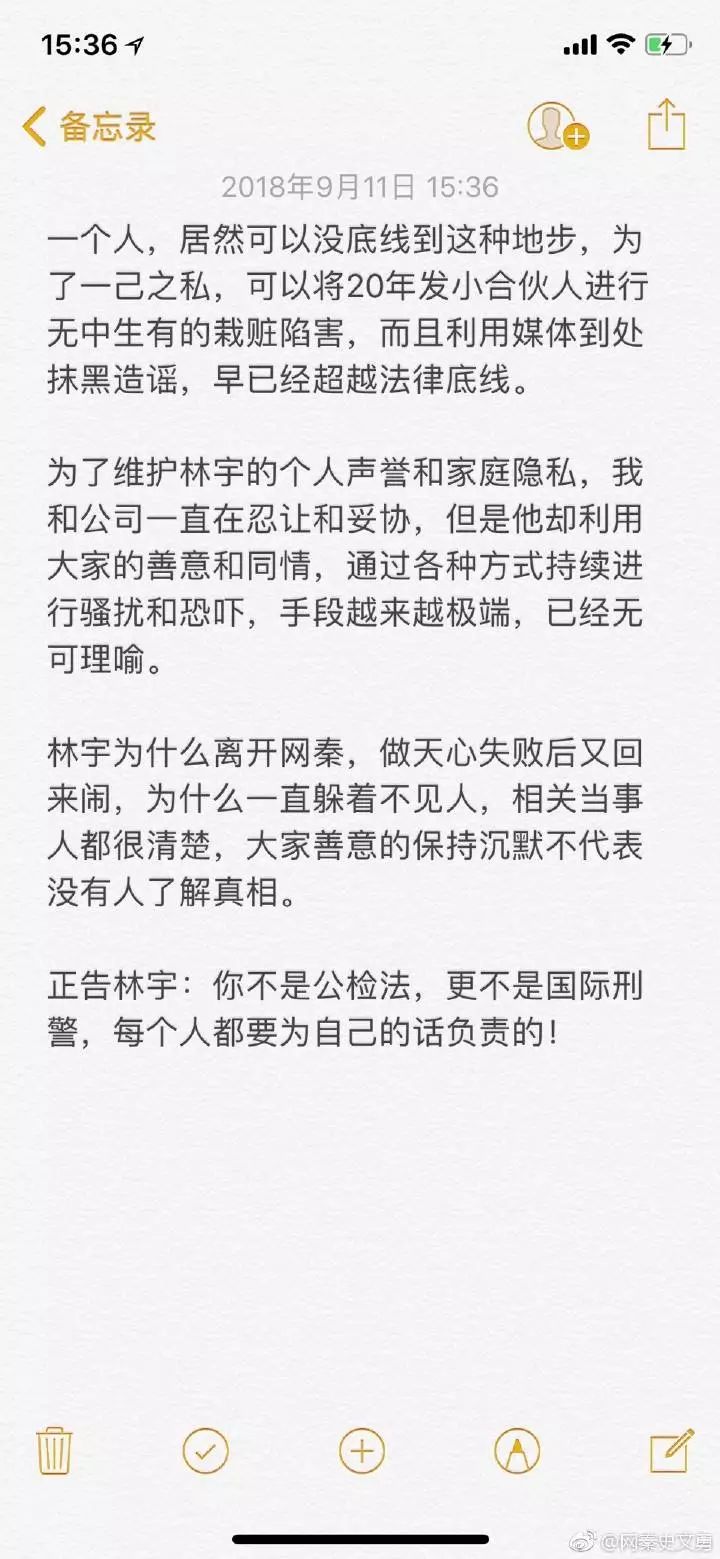 15:36
备忘录
2018年9月11日 15:36
一个人，居然可以没底线到这种地步，为
了一己之私，可以将20年发小合伙人进行
无中生有的栽赃陷害，而且利用媒体到处
抹黑造谣，早已经超越法律底线。
为了维护林宇的个人声誉和家庭隐私，我
和公司一直在忍让和妥协，但是他却利用
大家的善意和同情，通过各种方式持续进
行骚扰和恐吓，手段越来越极端，已经无
可理喻。
林宇为什么离开网秦，做天心失败后又回
来闹，为什么一直躲着不见人，相关当事
人都很清楚，大家善意的保持沉默不代表
没有人了解真相。
正告林宇：你不是公检法，更不是国际刑
警，每个人都要为自己的话负责的！
@网秦史文勇